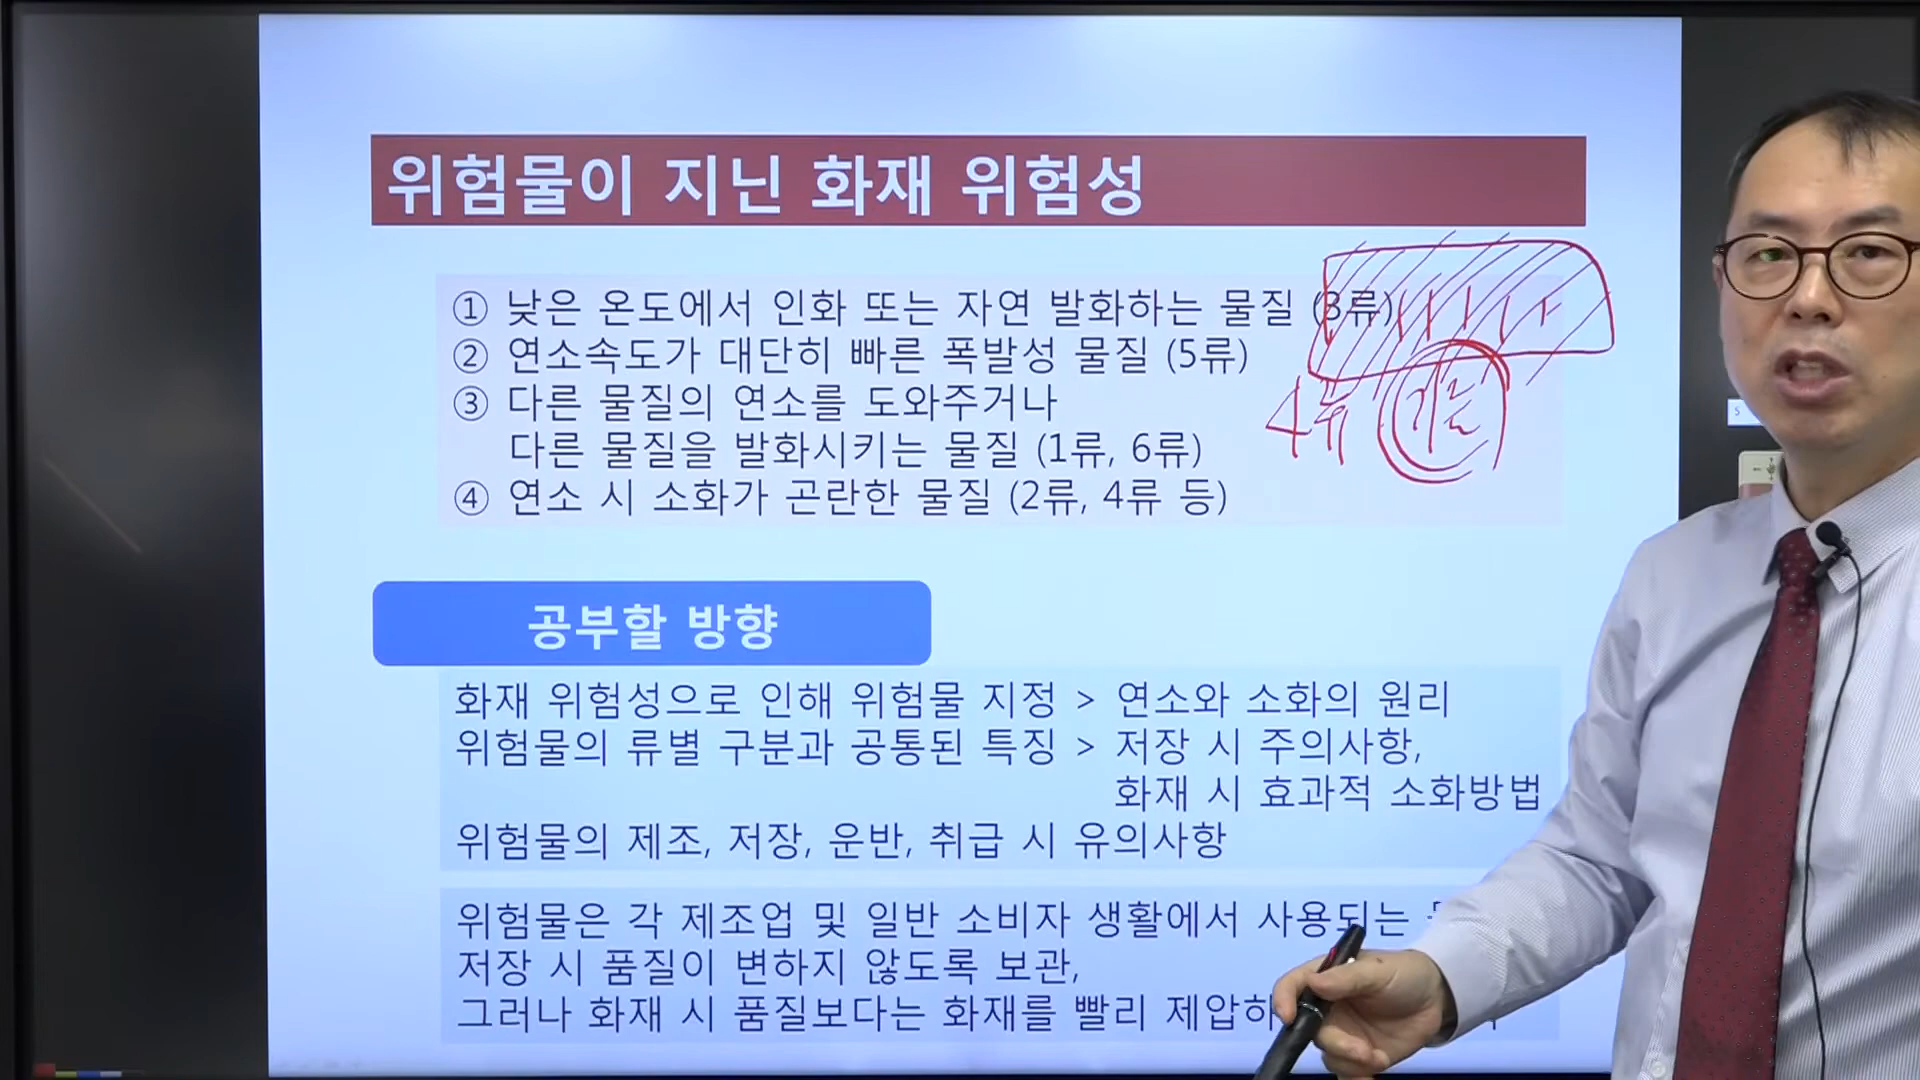 위험물이 지닌 화재 위험성
① 낮은 온도에서 인화 또는 자연 발화하는 물질 (3류)
② 연소속도가 대단히 빠른 폭발성 물질 (5류)
③ 다른 물질의 연소를 도와주거나
다른 물질을 발화시키는 물질 (1류, 6류)
4류
기름
④ 연소 시 소화가 곤란한 물질 (2류, 4류 등)
공부할 방향
화재 위험성으로 인해 위험물 지정 > 연소와 소화의 원리
위험물의 류별 구분과 공통된 특징 > 저장 시 주의사항,
화재 시 효과적 소화방법
위험물의 제조, 저장, 운반, 취급 시 유의사항
위험물은 각 제조업 및 일반 소비자 생활에서 사용되는
저장 시 품질이 변하지 않도록 보관,
그러나 화재 시 품질보다는 화재를 빨리 제압하